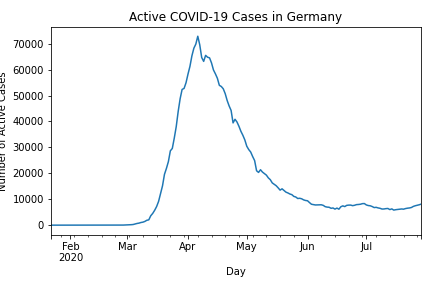 Active COVID-19 Cases in Germany
Number of Active Cases
70000
60000
50000
40000
30000
20000
10000
0
Feb Mar Apr May Jun Jul
2020
Day